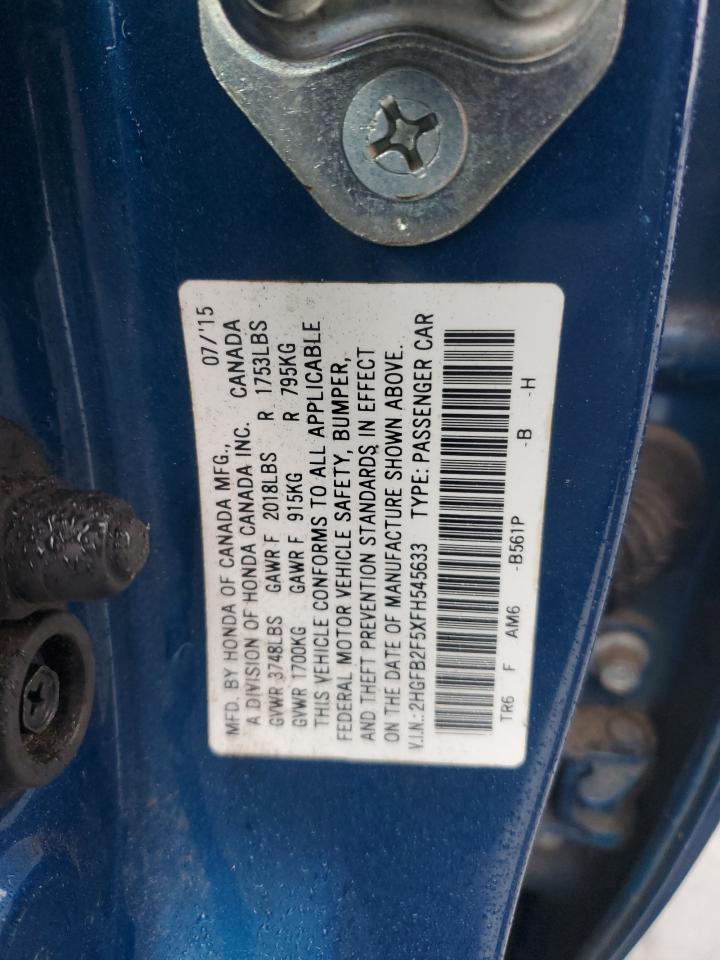 MFD. BY HONDA OF CANADA MFG., 07/'15
A DIVISION OF HONDA CANADA INC. CANADA
GVWR 3748LBS GAWR F 2018LBS R 1753LBS
GVWR 1700KG GAWR F 915KG R 795KG
THIS VEHICLE CONFORMS TO ALL APPLICABLE
FEDERAL MOTOR VEHICLE SAFETY, BUMPER,
AND THEFT PREVENTION STANDARDS IN EFFECT
ON THE DATE OF MANUFACTURE SHOWN ABOVE.
V.I.N.: 2HGFB2F5XFH545633 TYPE: PASSENGER CAR
TR6 F AM6 -B561P -B -H